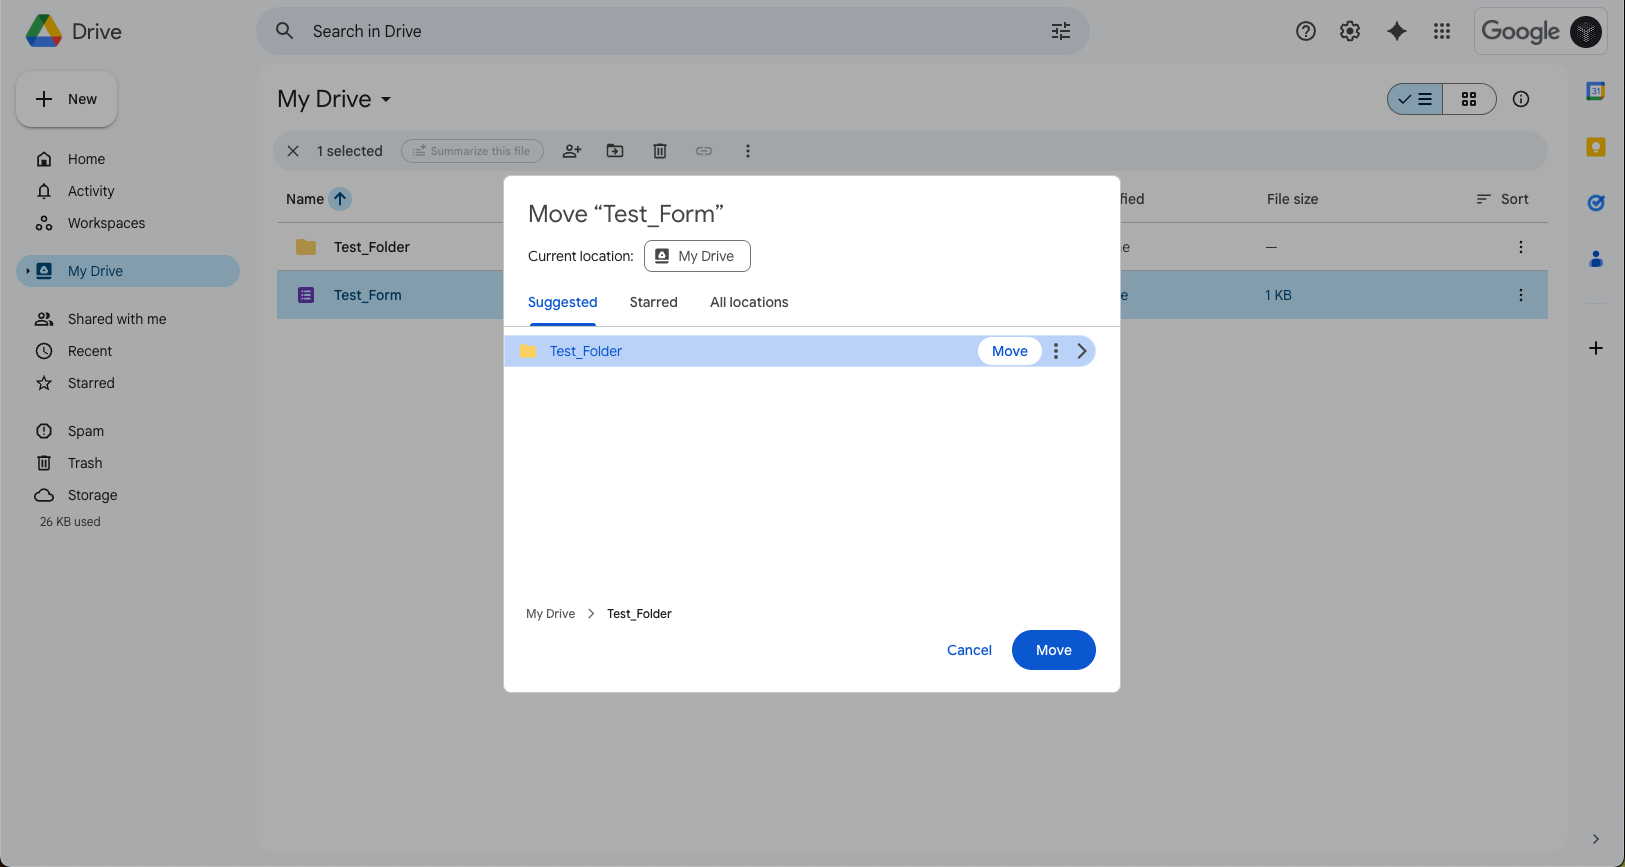 Drive
Search in Drive
Google
New
My Drive
1 selected
Summarize this file
Home
Activity
Workspaces
My Drive
Shared with me
Recent
Starred
Spam
Trash
Storage
26 KB used
Name
File size
Sort
Test_Folder
—
Test_Form
1 KB
31
Move “Test_Form”
Current location: My Drive
Suggested Starred All locations
Test_Folder Move
My Drive Test_Folder
Cancel Move